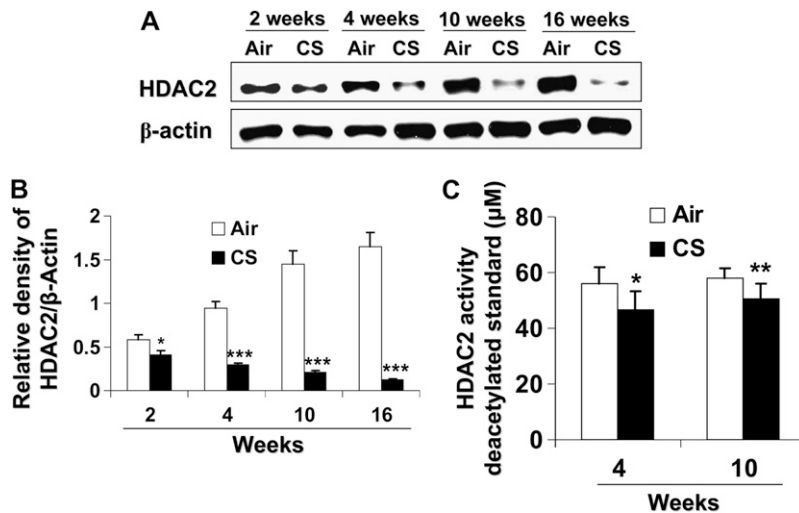 A
2 weeks 4 weeks 10 weeks 16 weeks
Air CS Air CS Air CS Air CS
HDAC2
β-actin
B
Relative density of
HDAC2/β-Actin
2
1.5
1
0.5
0
Air
CS
*
***
***
***
2 4 10 16
Weeks
C
HDAC2 activity
deacetylated standard (μM)
80
60
40
20
0
Air
CS
*
**
4 10
Weeks